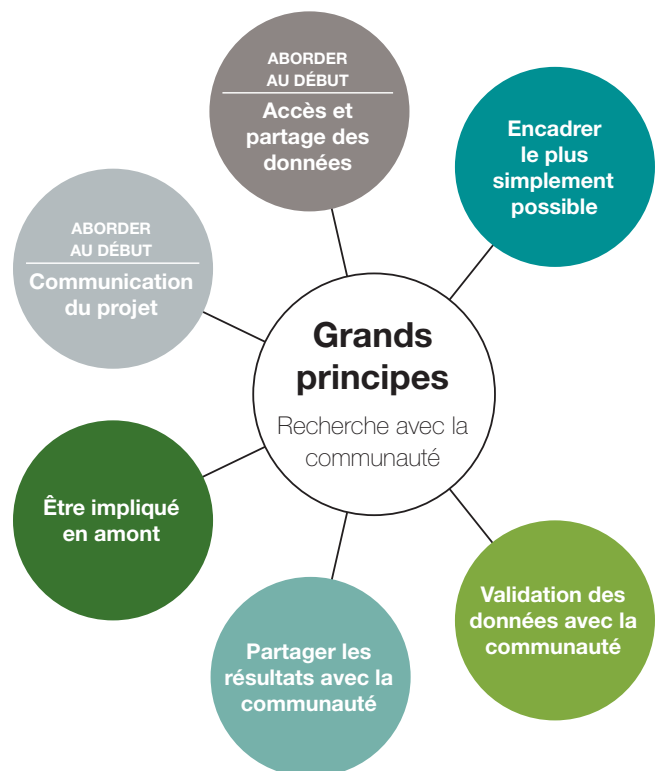 ABORDER
AU DÉBUT
Accès et
partage des
données
Encadrer
le plus
simplement
possible
ABORDER
AU DÉBUT
Communication
du projet
Grands
principes
Recherche avec la
communauté
Être impliqué
en amont
Validation des
données avec la
communauté
Partager les
résultats avec la
communauté